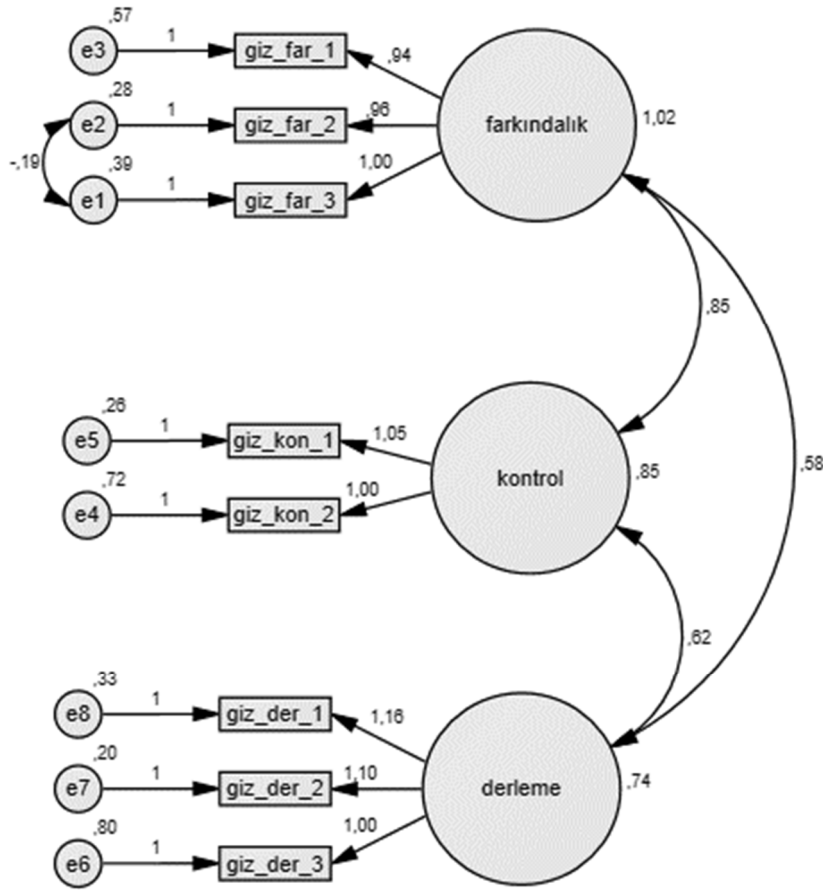 ,57
e3 1 giz_far_1 ,94
,28
e2 1 giz_far_2 ,96 farkındalık 1,02
-,19
,39
e1 1 giz_far_3 1,00
,85
,26
e5 1 giz_kon_1 1,05
kontrol ,85
,58
,72
e4 1 giz_kon_2 1,00
,62
,33
e8 1 giz_der_1 1,16
,20
e7 1 giz_der_2 1,10 derleme ,74
,80
e6 1 giz_der_3 1,00